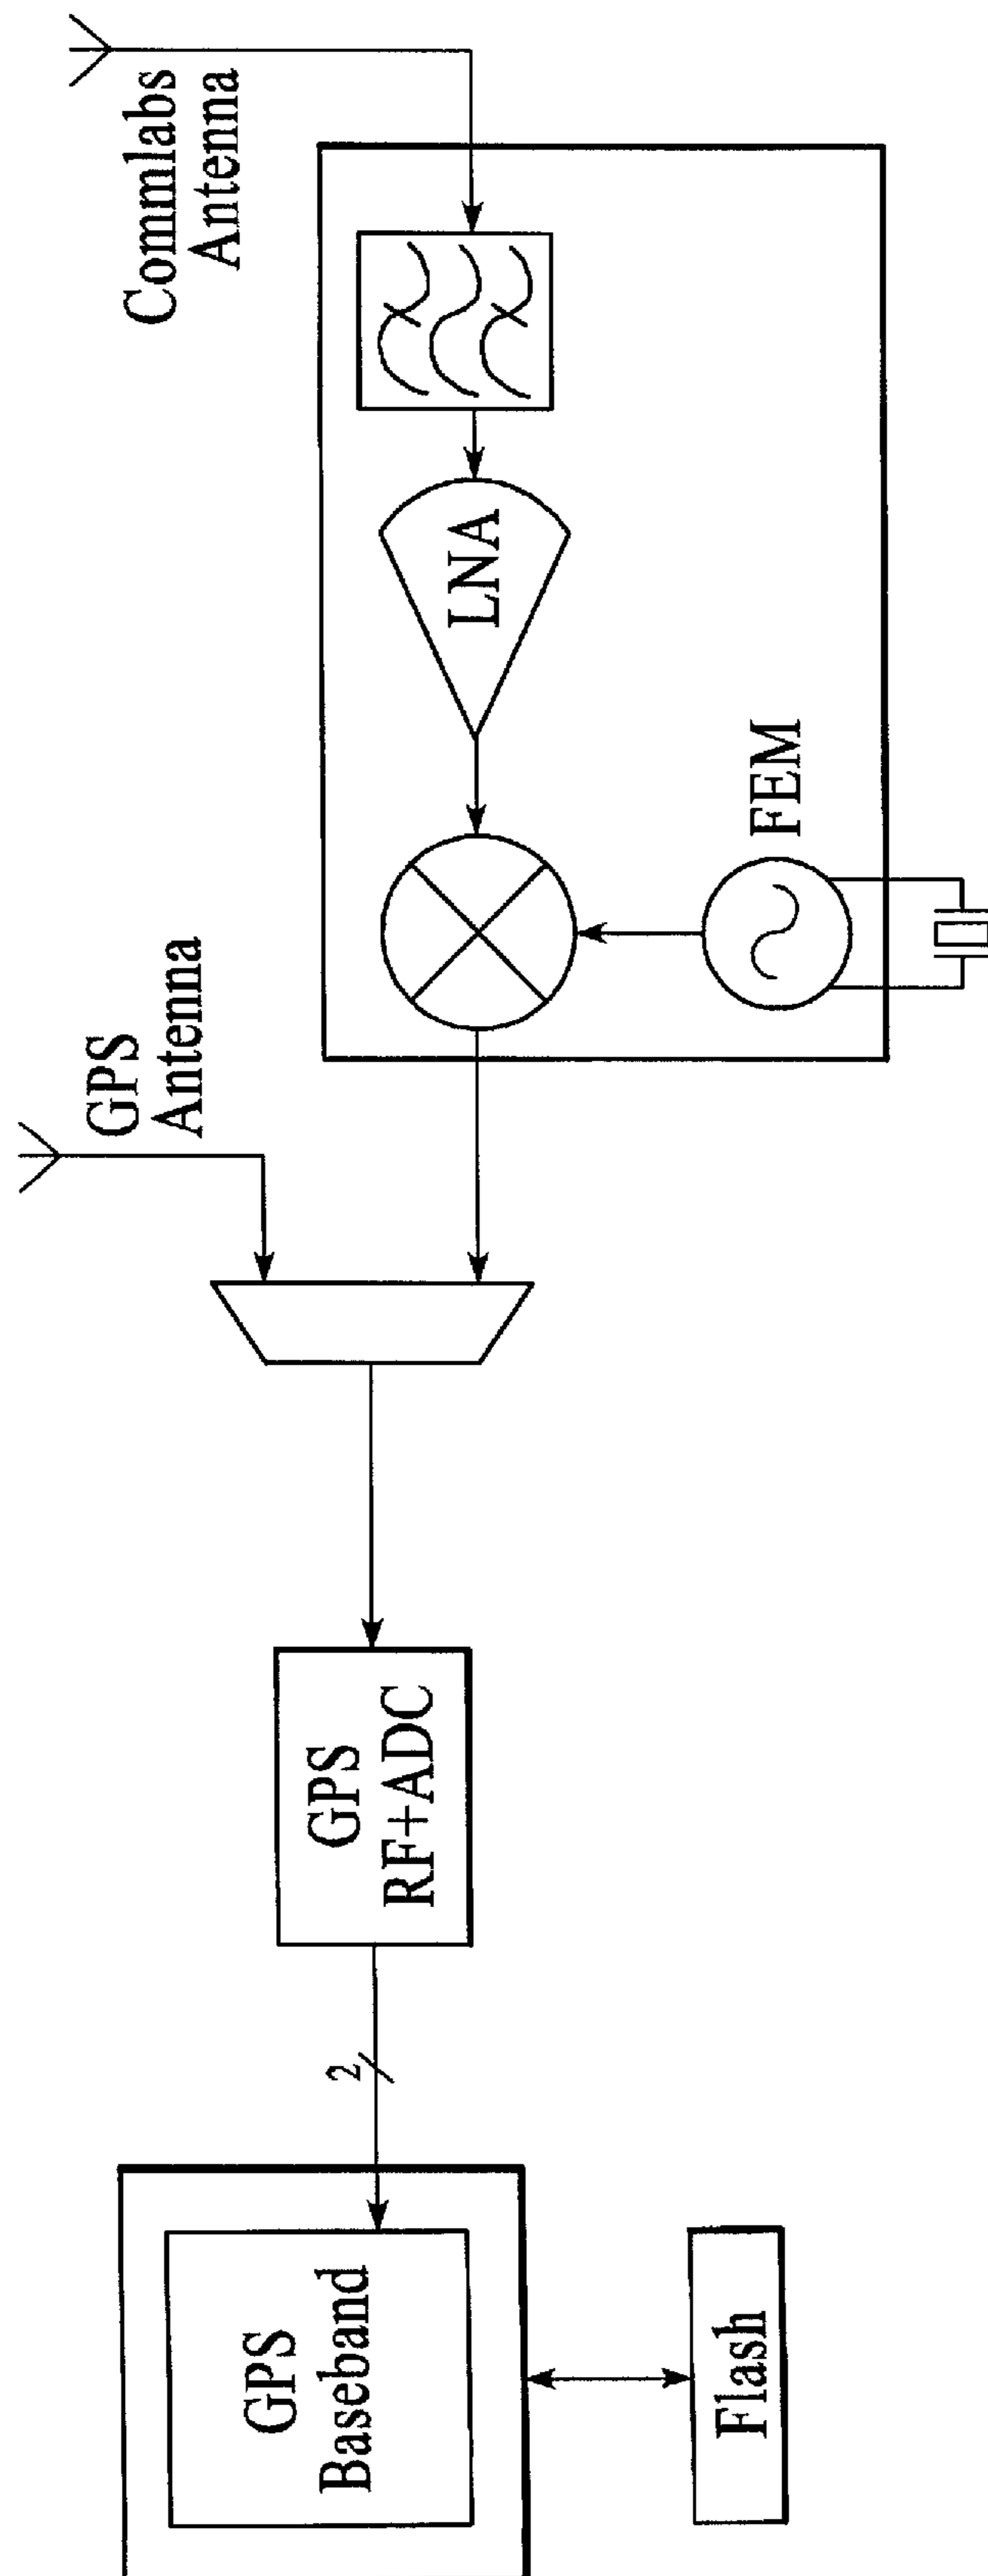 Commlabs
Antenna
LNA
FEM
GPS
Antenna
GPS
RF+ADC
2
GPS
Baseband
Flash